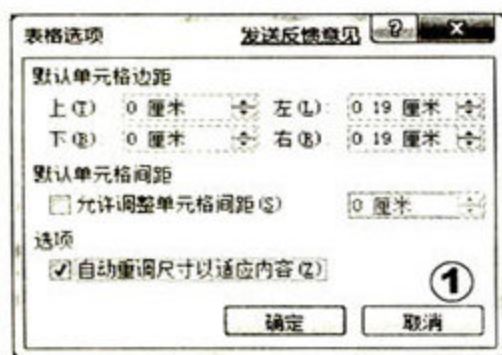 表格选项 发送反馈意见 ? X
默认单元格边距
上(T) 0 厘米 左(L): 0.19 厘米
下(B) 0 厘米 右(R): 0.19 厘米
默认单元格间距
允许调整单元格间距(S) 0 厘米
选项
自动重调尺寸以适应内容(Z)
①
确定 取消